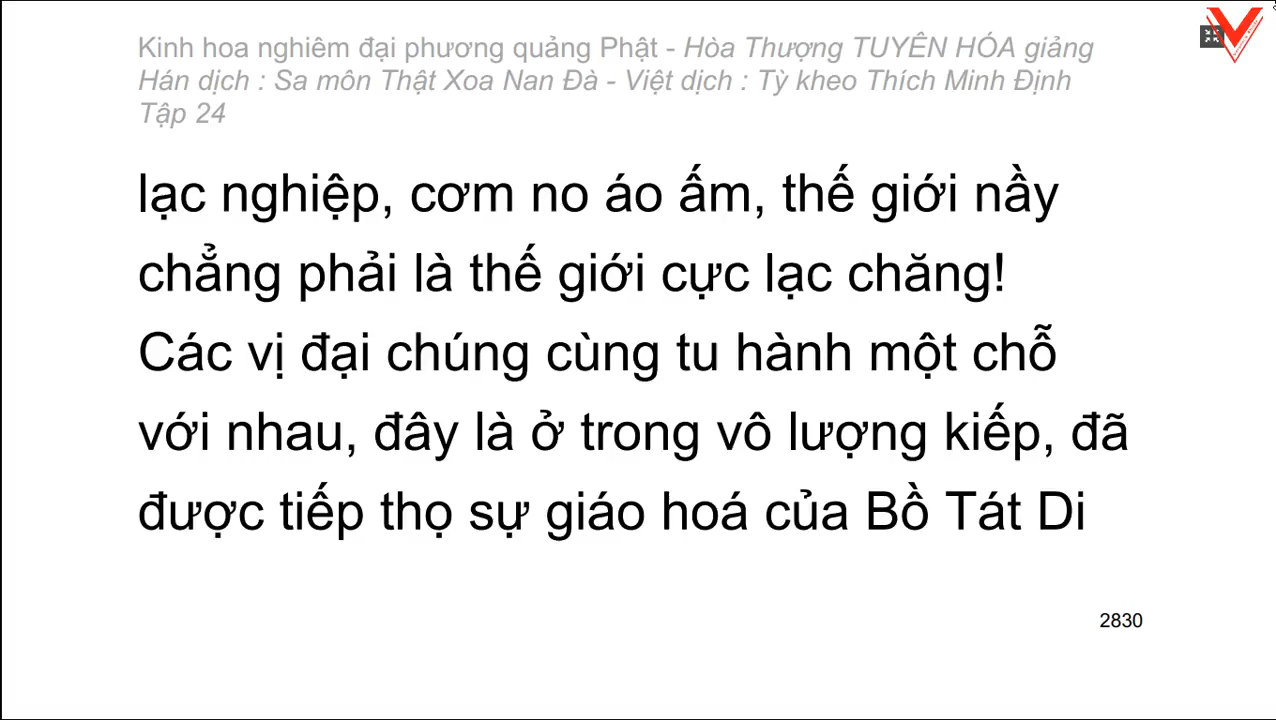 Kinh hoa nghiêm đại phương quảng Phật - Hòa Thượng TUYÊN HÓA giảng
Hán dịch : Sa môn Thật Xoa Nan Đà - Việt dịch : Tỳ kheo Thích Minh Định
Tập 24
lạc nghiệp, cơm no áo ấm, thế giới nầy
chẳng phải là thế giới cực lạc chăng!
Các vị đại chúng cùng tu hành một chỗ
với nhau, đây là ở trong vô lượng kiếp, đã
được tiếp thọ sự giáo hoá của Bồ Tát Di
2830